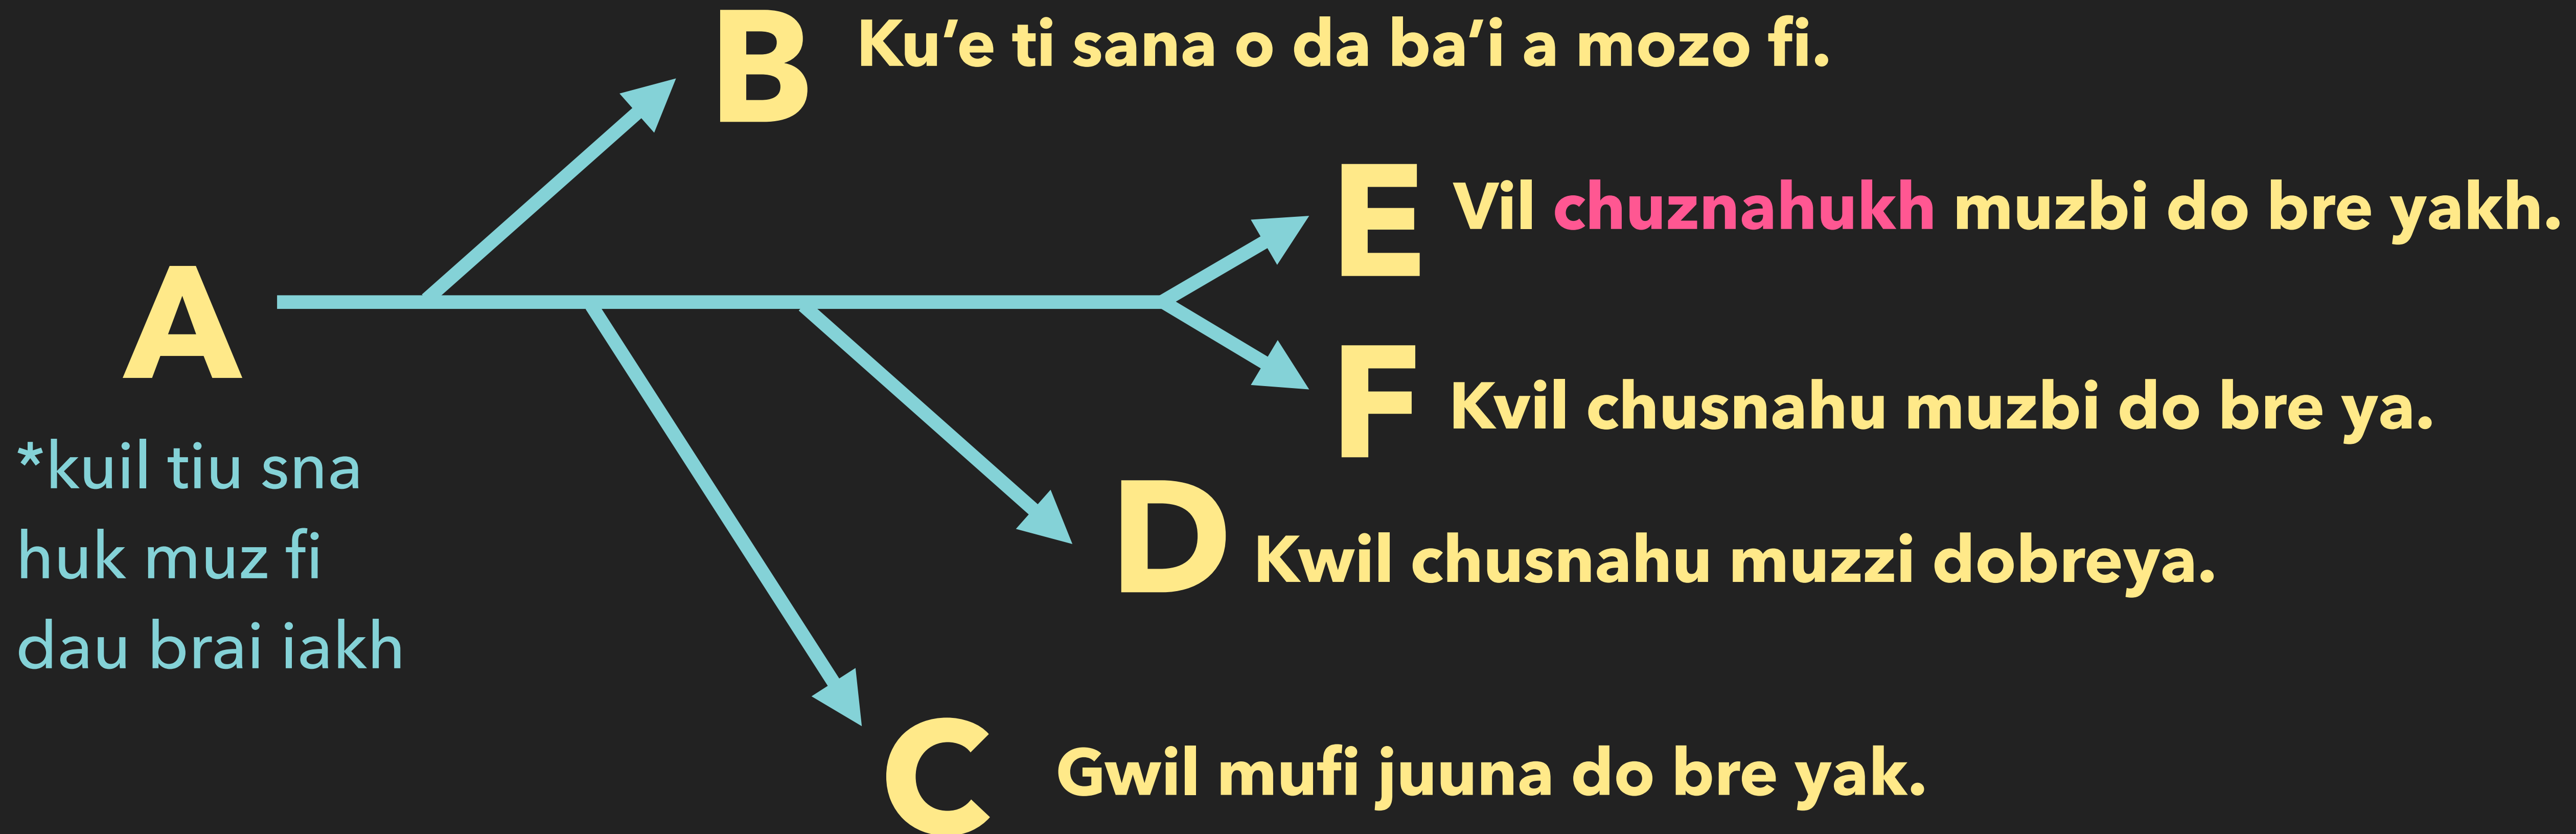 B Ku’e ti sana o da ba’i a mozo fi.
E Vil chuznahukh muzbi do bre yakh.
A
F Kvil chusnahu muzbi do bre ya.
*kuil tiu sna
huk muz fi
dau brai iakh
D Kwil chusnahu muzzi dobreya.
C Gwil mufi juuna do bre yak.